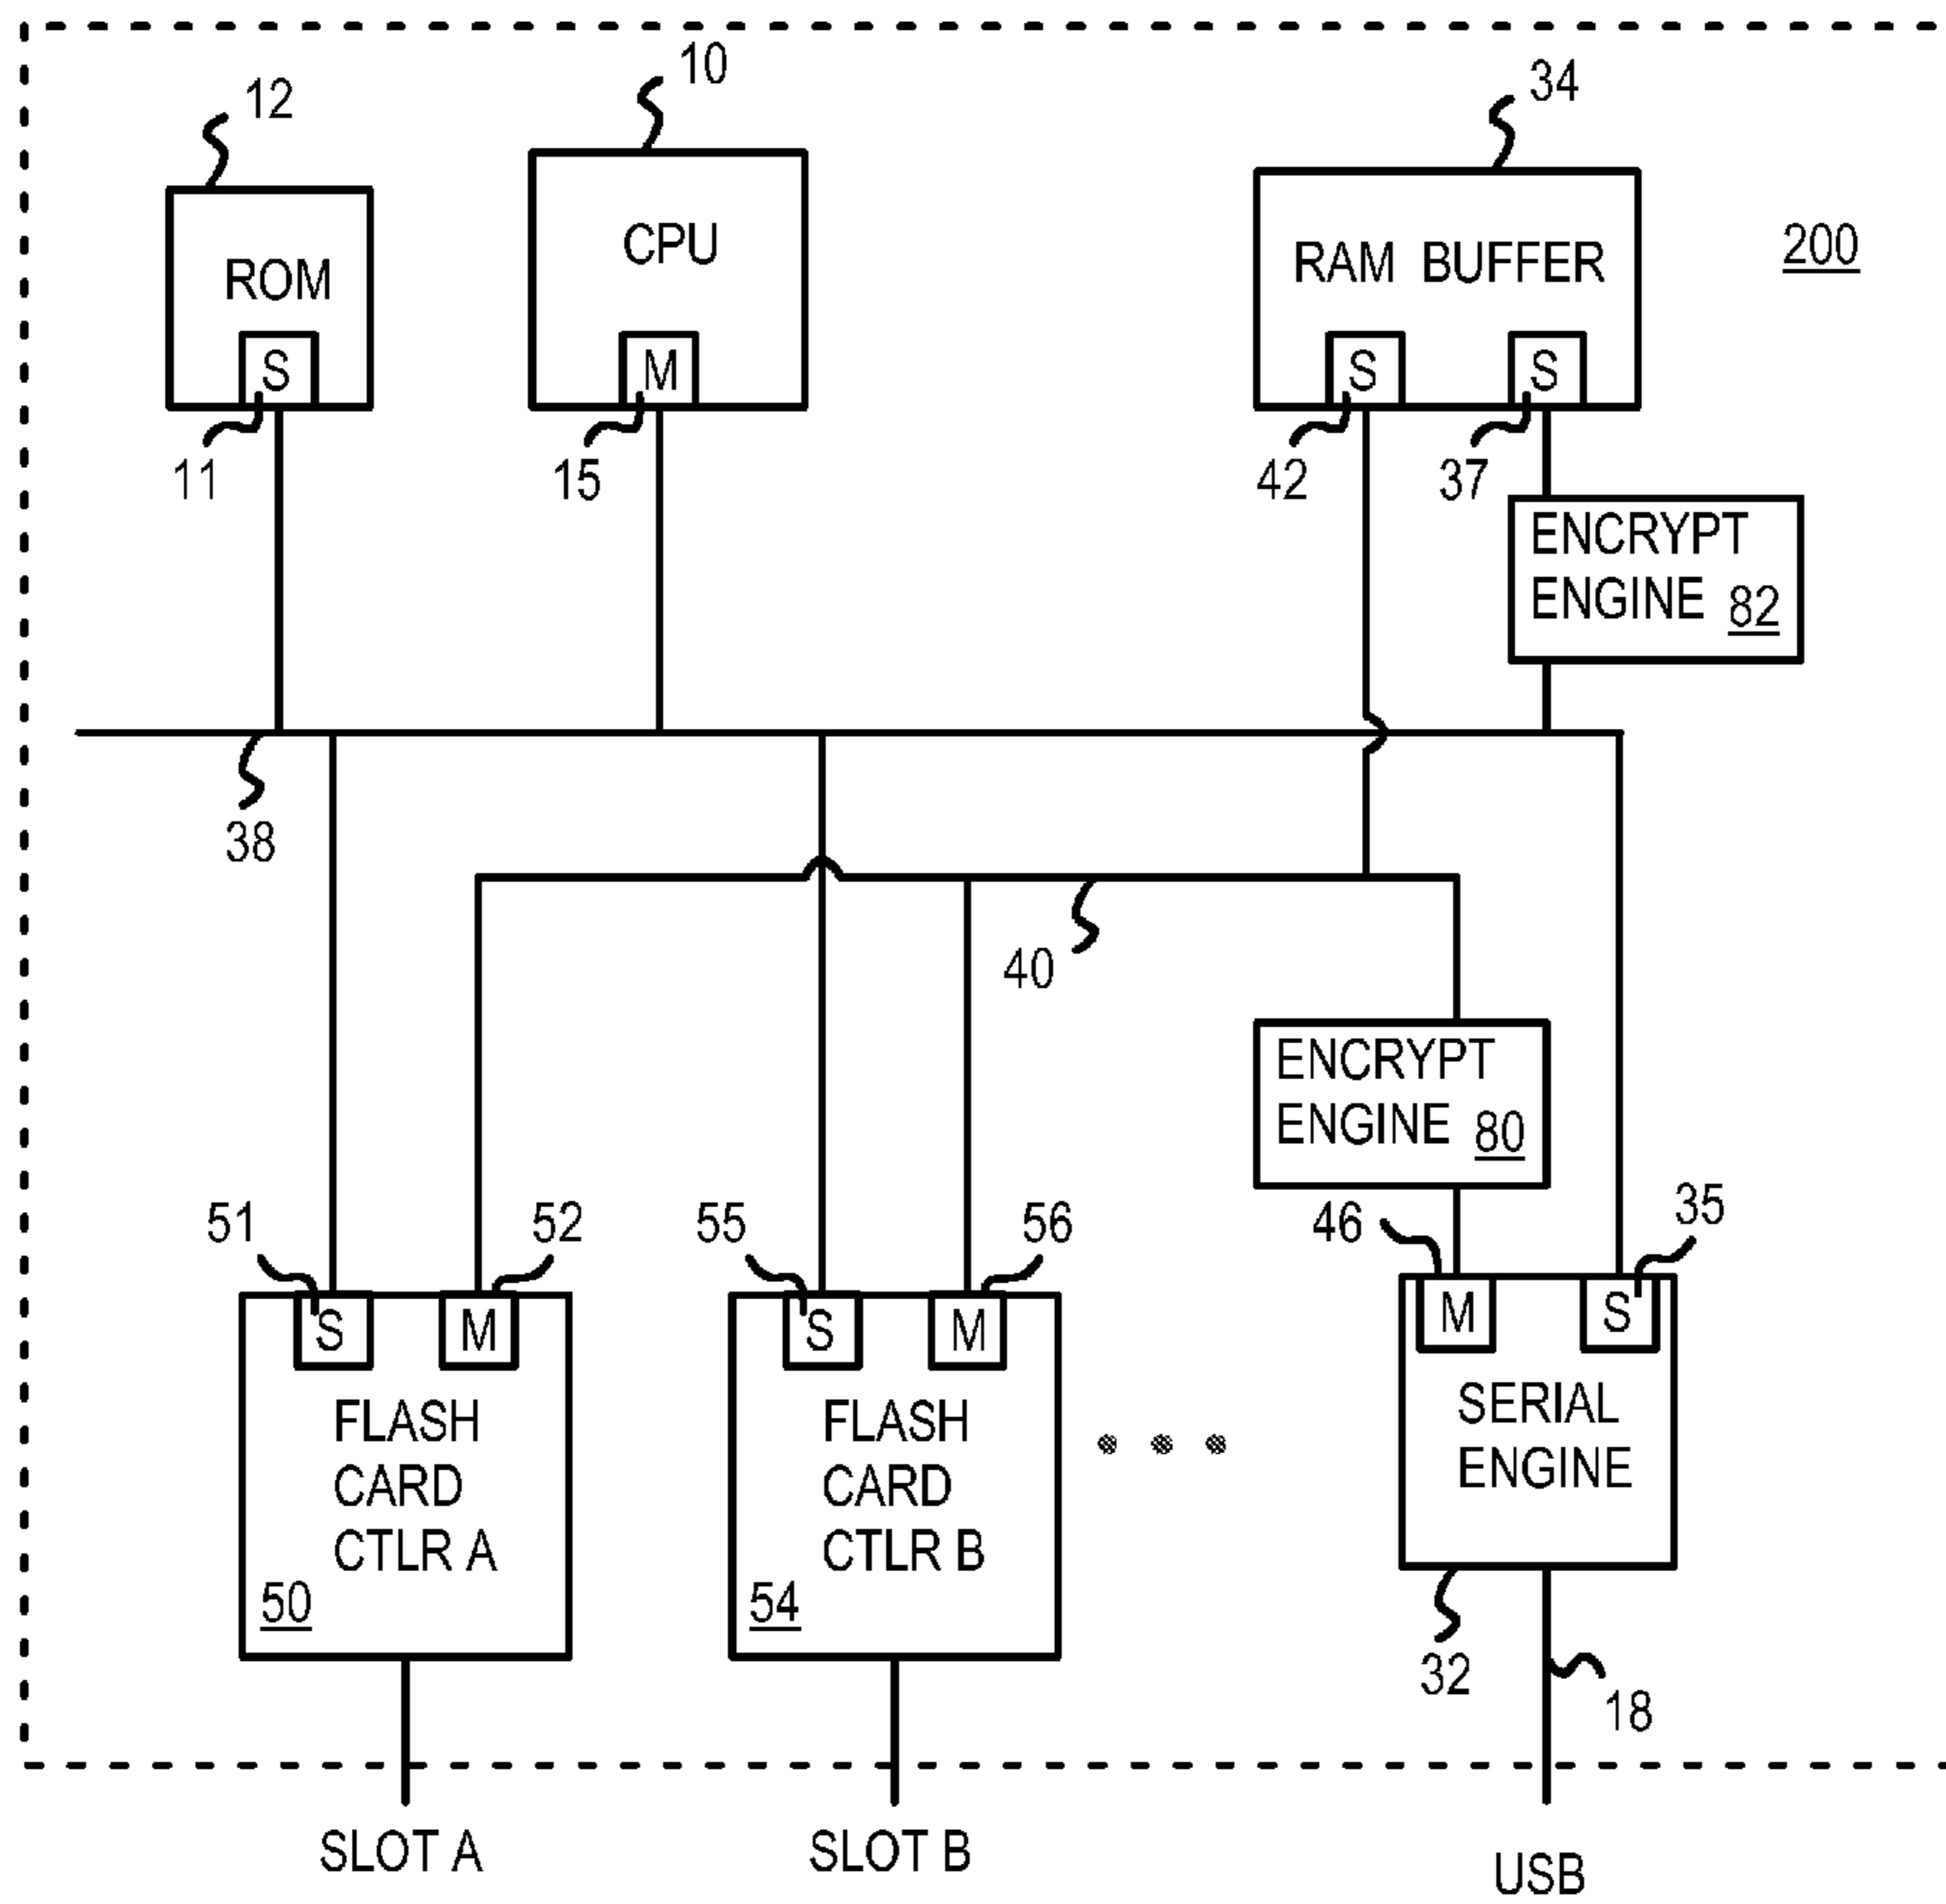 12
10
34
ROM
CPU
RAM BUFFER
200
S
M
S
S
11
15
42
37
ENCRYPT
ENGINE 82
38
40
ENCRYPT
ENGINE 80
51
52
55
56
46
35
S
M
S
M
M
S
FLASH
CARD
CTLR A
50
FLASH
CARD
CTLR B
54
SERIAL
ENGINE
32
18
SLOT A
SLOT B
USB